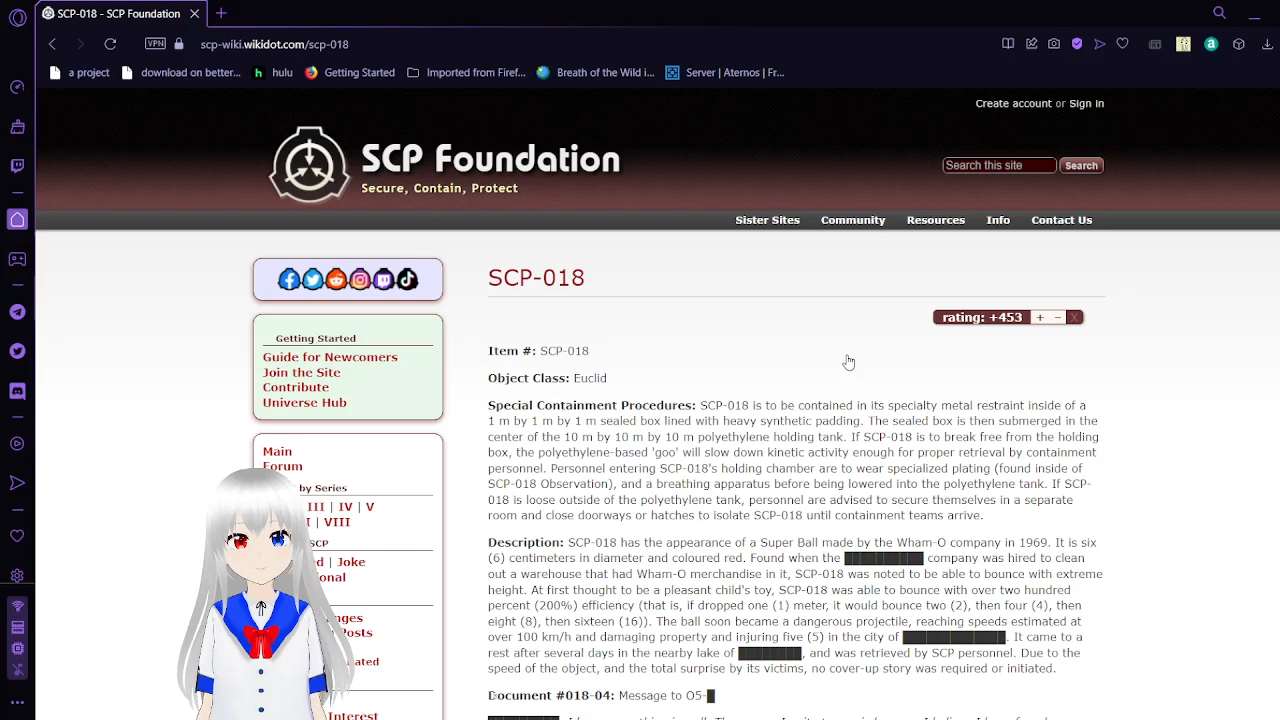 SCP-018 - SCP Foundation
VPN
scp-wiki.wikidot.com/scp-018
a project
download on better...
hulu
Getting Started
Imported from Firef...
Breath of the Wild i...
Server | Aternos | Fr...
Create account or Sign in
SCP Foundation
Secure, Contain, Protect
Search this site
Search
Sister Sites
Community
Resources
Info
Contact Us
Getting Started
Guide for Newcomers
Join the Site
Contribute
Universe Hub
Main
Forum
by Series
III | IV | V
| VIII
SCP
| Joke
Posts
Interest
SCP-018
rating: +453 + – X
Item #: SCP-018
Object Class: Euclid
Special Containment Procedures: SCP-018 is to be contained in its specialty metal restraint inside of a
1 m by 1 m by 1 m sealed box lined with heavy synthetic padding. The sealed box is then submerged in the
center of the 10 m by 10 m by 10 m polyethylene holding tank. If SCP-018 is to break free from the holding
box, the polyethylene-based 'goo' will slow down kinetic activity enough for proper retrieval by containment
personnel. Personnel entering SCP-018's holding chamber are to wear specialized plating (found inside of
SCP-018 Observation), and a breathing apparatus before being lowered into the polyethylene tank. If SCP-
018 is loose outside of the polyethylene tank, personnel are advised to secure themselves in a separate
room and close doorways or hatches to isolate SCP-018 until containment teams arrive.
Description: SCP-018 has the appearance of a Super Ball made by the Wham-O company in 1969. It is six
(6) centimeters in diameter and coloured red. Found when the ██████████ company was hired to clean
out a warehouse that had Wham-O merchandise in it, SCP-018 was noted to be able to bounce with extreme
height. At first thought to be a pleasant child's toy, SCP-018 was able to bounce with over two hundred
percent (200%) efficiency (that is, if dropped one (1) meter, it would bounce two (2), then four (4), then
eight (8), then sixteen (16)). The ball soon became a dangerous projectile, reaching speeds estimated at
over 100 km/h and damaging property and injuring five (5) in the city of █████████████. It came to a
rest after several days in the nearby lake of ████████, and was retrieved by SCP personnel. Due to the
speed of the object, and the total surprise by its victims, no cover-up story was required or initiated.
Document #018-04: Message to O5-█